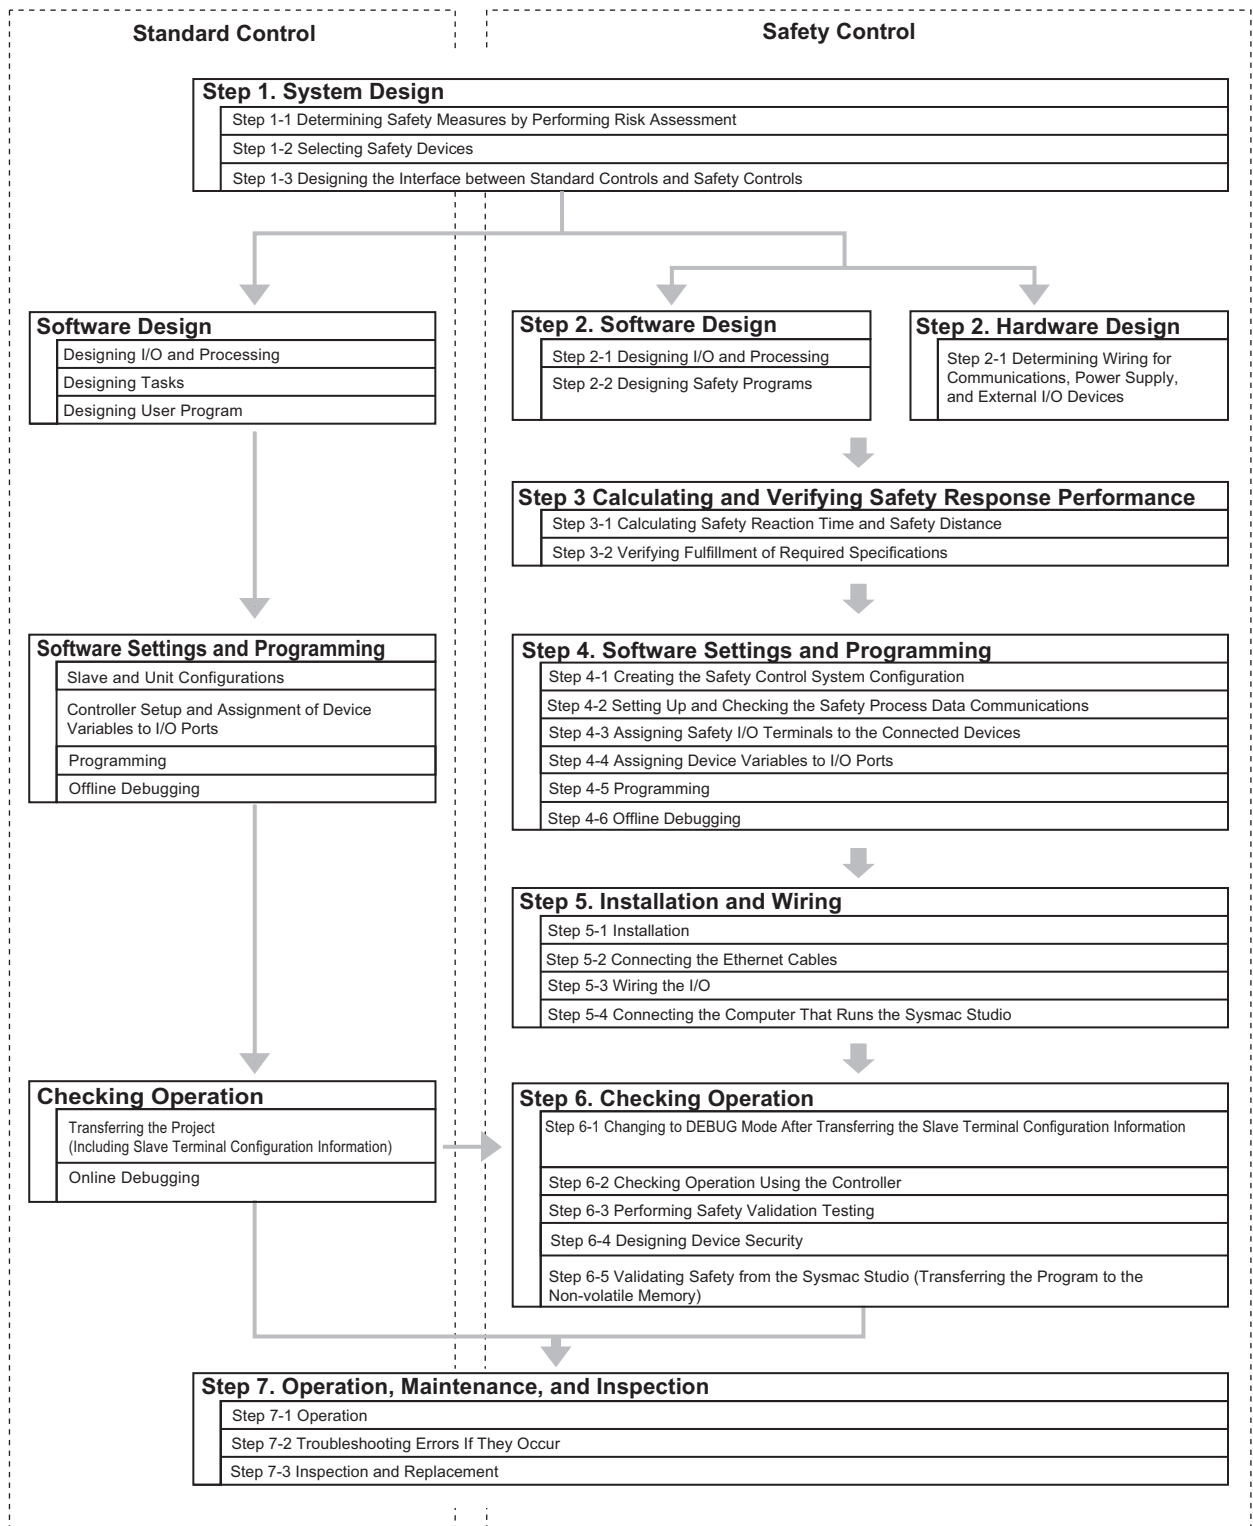 Standard Control
Safety Control
Step 1. System Design
Step 1-1 Determining Safety Measures by Performing Risk Assessment
Step 1-2 Selecting Safety Devices
Step 1-3 Designing the Interface between Standard Controls and Safety Controls
Software Design
Designing I/O and Processing
Designing Tasks
Designing User Program
Step 2. Software Design
Step 2-1 Designing I/O and Processing
Step 2-2 Designing Safety Programs
Step 2. Hardware Design
Step 2-1 Determining Wiring for
Communications, Power Supply,
and External I/O Devices
Step 3 Calculating and Verifying Safety Response Performance
Step 3-1 Calculating Safety Reaction Time and Safety Distance
Step 3-2 Verifying Fulfillment of Required Specifications
Software Settings and Programming
Slave and Unit Configurations
Controller Setup and Assignment of Device
Variables to I/O Ports
Programming
Offline Debugging
Step 4. Software Settings and Programming
Step 4-1 Creating the Safety Control System Configuration
Step 4-2 Setting Up and Checking the Safety Process Data Communications
Step 4-3 Assigning Safety I/O Terminals to the Connected Devices
Step 4-4 Assigning Device Variables to I/O Ports
Step 4-5 Programming
Step 4-6 Offline Debugging
Step 5. Installation and Wiring
Step 5-1 Installation
Step 5-2 Connecting the Ethernet Cables
Step 5-3 Wiring the I/O
Step 5-4 Connecting the Computer That Runs the Sysmac Studio
Checking Operation
Transferring the Project
(Including Slave Terminal Configuration Information)
Online Debugging
Step 6. Checking Operation
Step 6-1 Changing to DEBUG Mode After Transferring the Slave Terminal Configuration Information
Step 6-2 Checking Operation Using the Controller
Step 6-3 Performing Safety Validation Testing
Step 6-4 Designing Device Security
Step 6-5 Validating Safety from the Sysmac Studio (Transferring the Program to the
Non-volatile Memory)
Step 7. Operation, Maintenance, and Inspection
Step 7-1 Operation
Step 7-2 Troubleshooting Errors If They Occur
Step 7-3 Inspection and Replacement